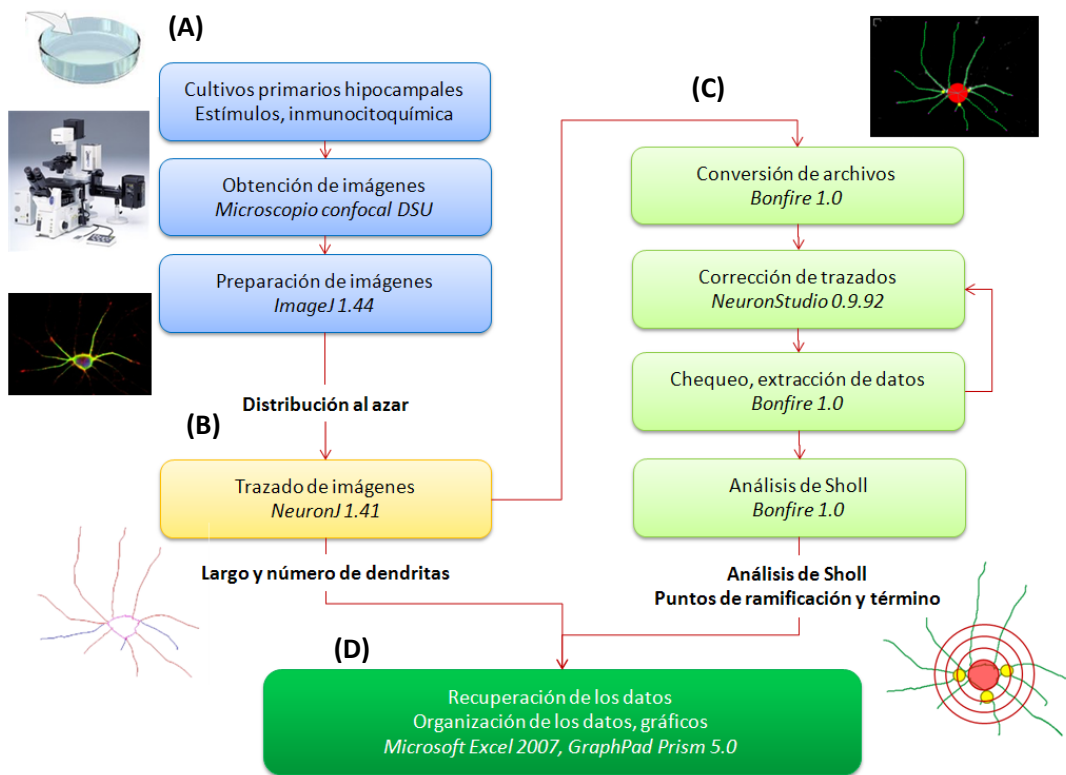 (A)
Cultivos primarios hipocampales
Estímulos, inmunocitoquímica
Obtención de imágenes
Microscopio confocal DSU
Preparación de imágenes
ImageJ 1.44
Distribución al azar
(B)
Trazado de imágenes
NeuronJ 1.41
Largo y número de dendritas
(C)
Conversión de archivos
Bonfire 1.0
Corrección de trazados
NeuronStudio 0.9.92
Chequeo, extracción de datos
Bonfire 1.0
Análisis de Sholl
Bonfire 1.0
Análisis de Sholl
Puntos de ramificación y término
(D)
Recuperación de los datos
Organización de los datos, gráficos
Microsoft Excel 2007, GraphPad Prism 5.0